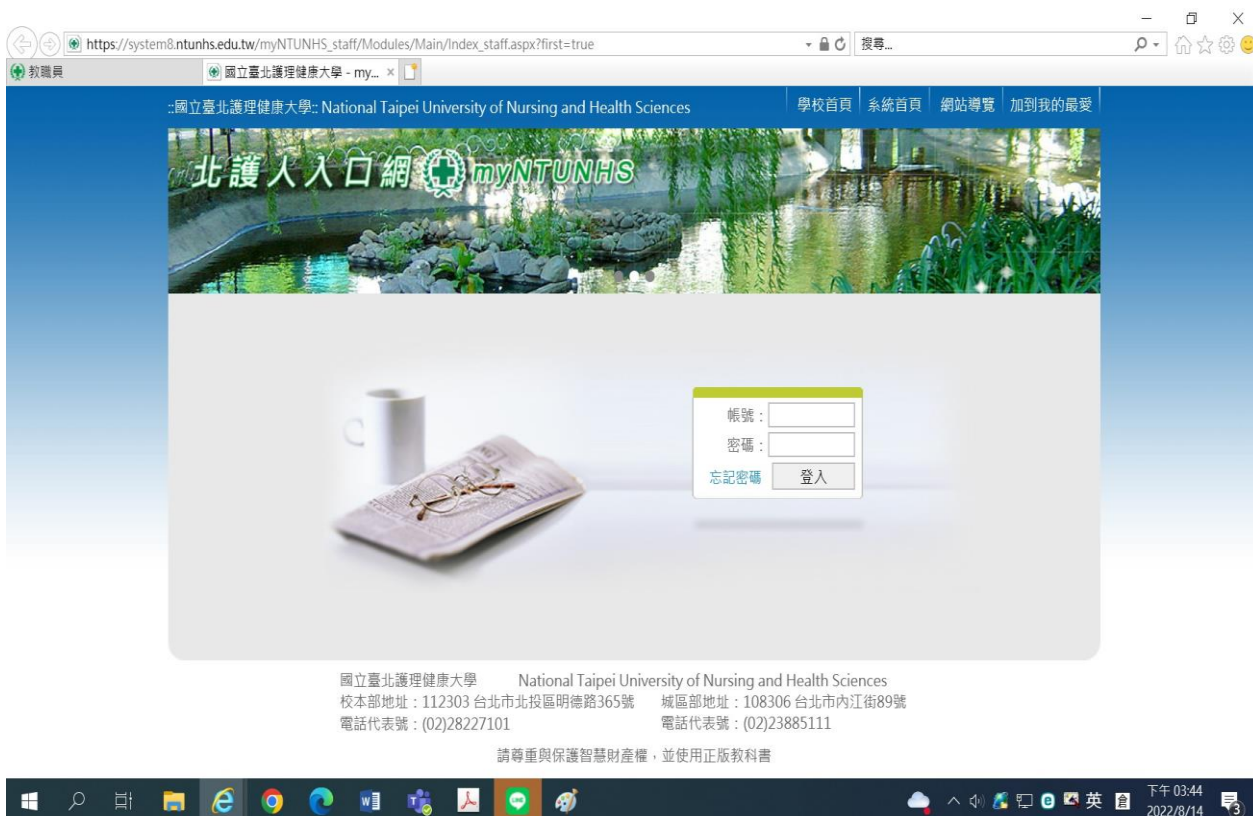 https://system8.ntunhs.edu.tw/myNTUNHS_staff/Modules/Main/Index_staff.aspx?first=true
搜尋...
教職員
國立臺北護理健康大學 - my...
::國立臺北護理健康大學:: National Taipei University of Nursing and Health Sciences
學校首頁 系統首頁 網站導覽 加到我的最愛
北護人入口網 myNTUNHS
帳號：
密碼：
忘記密碼 登入
國立臺北護理健康大學 National Taipei University of Nursing and Health Sciences
校本部地址：112303 台北市北投區明德路365號 城區部地址：108306 台北市內江街89號
電話代表號：(02)28227101 電話代表號：(02)23885111
請尊重與保護智慧財產權，並使用正版教科書
英 倉 下午 03:44
2022/8/14 3